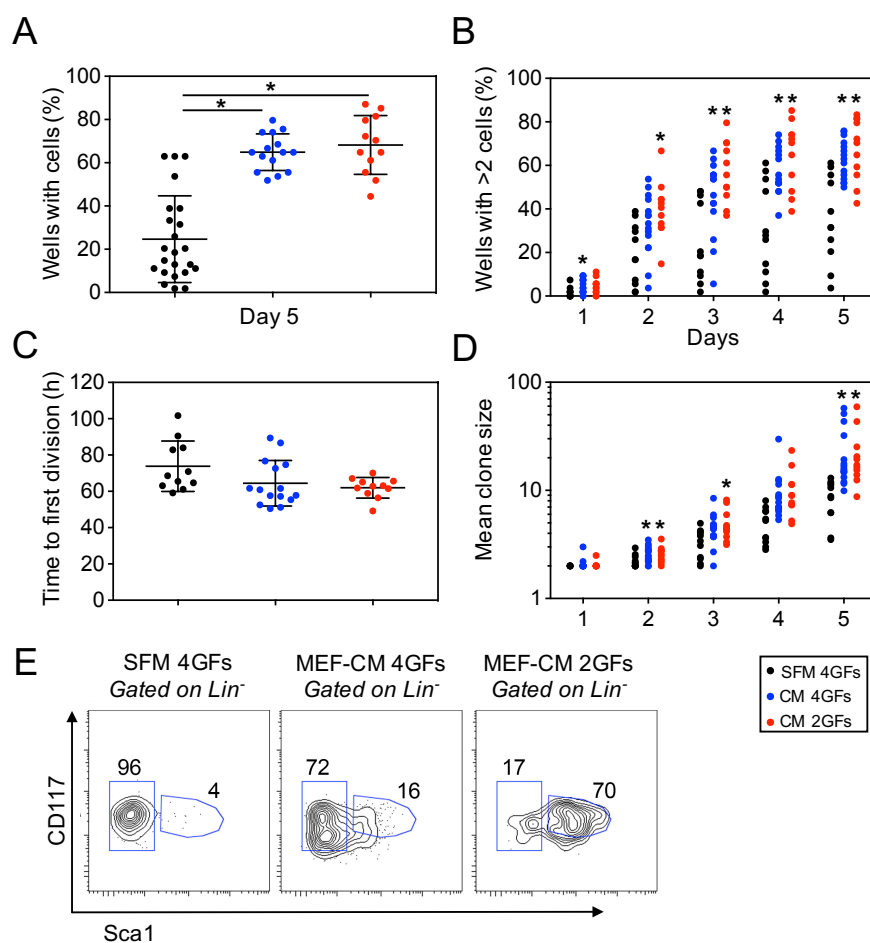 A
Wells with cells (%)
100
80
60
40
20
0
*
*
Day 5
B
Wells with >2 cells (%)
100
80
60
40
20
0
*
*
* *
* *
* *
1 2 3 4 5
Days
C
Time to first division (h)
120
100
80
60
40
20
0
D
Mean clone size
100
10
1
* *
*
* *
1 2 3 4 5
E
SFM 4GFs
Gated on Lin-
MEF-CM 4GFs
Gated on Lin-
MEF-CM 2GFs
Gated on Lin-
SFM 4GFs
CM 4GFs
CM 2GFs
CD117
96
4
72
16
17
70
Sca1